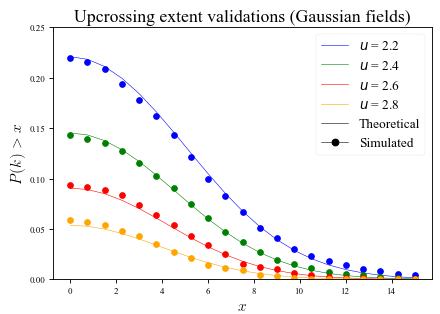 Upcrossing extent validations (Gaussian fields)
0.25
0.20
0.15
0.10
0.05
0.00
P(k) > x
u = 2.2
u = 2.4
u = 2.6
u = 2.8
Theoretical
Simulated
0 2 4 6 8 10 12 14
x